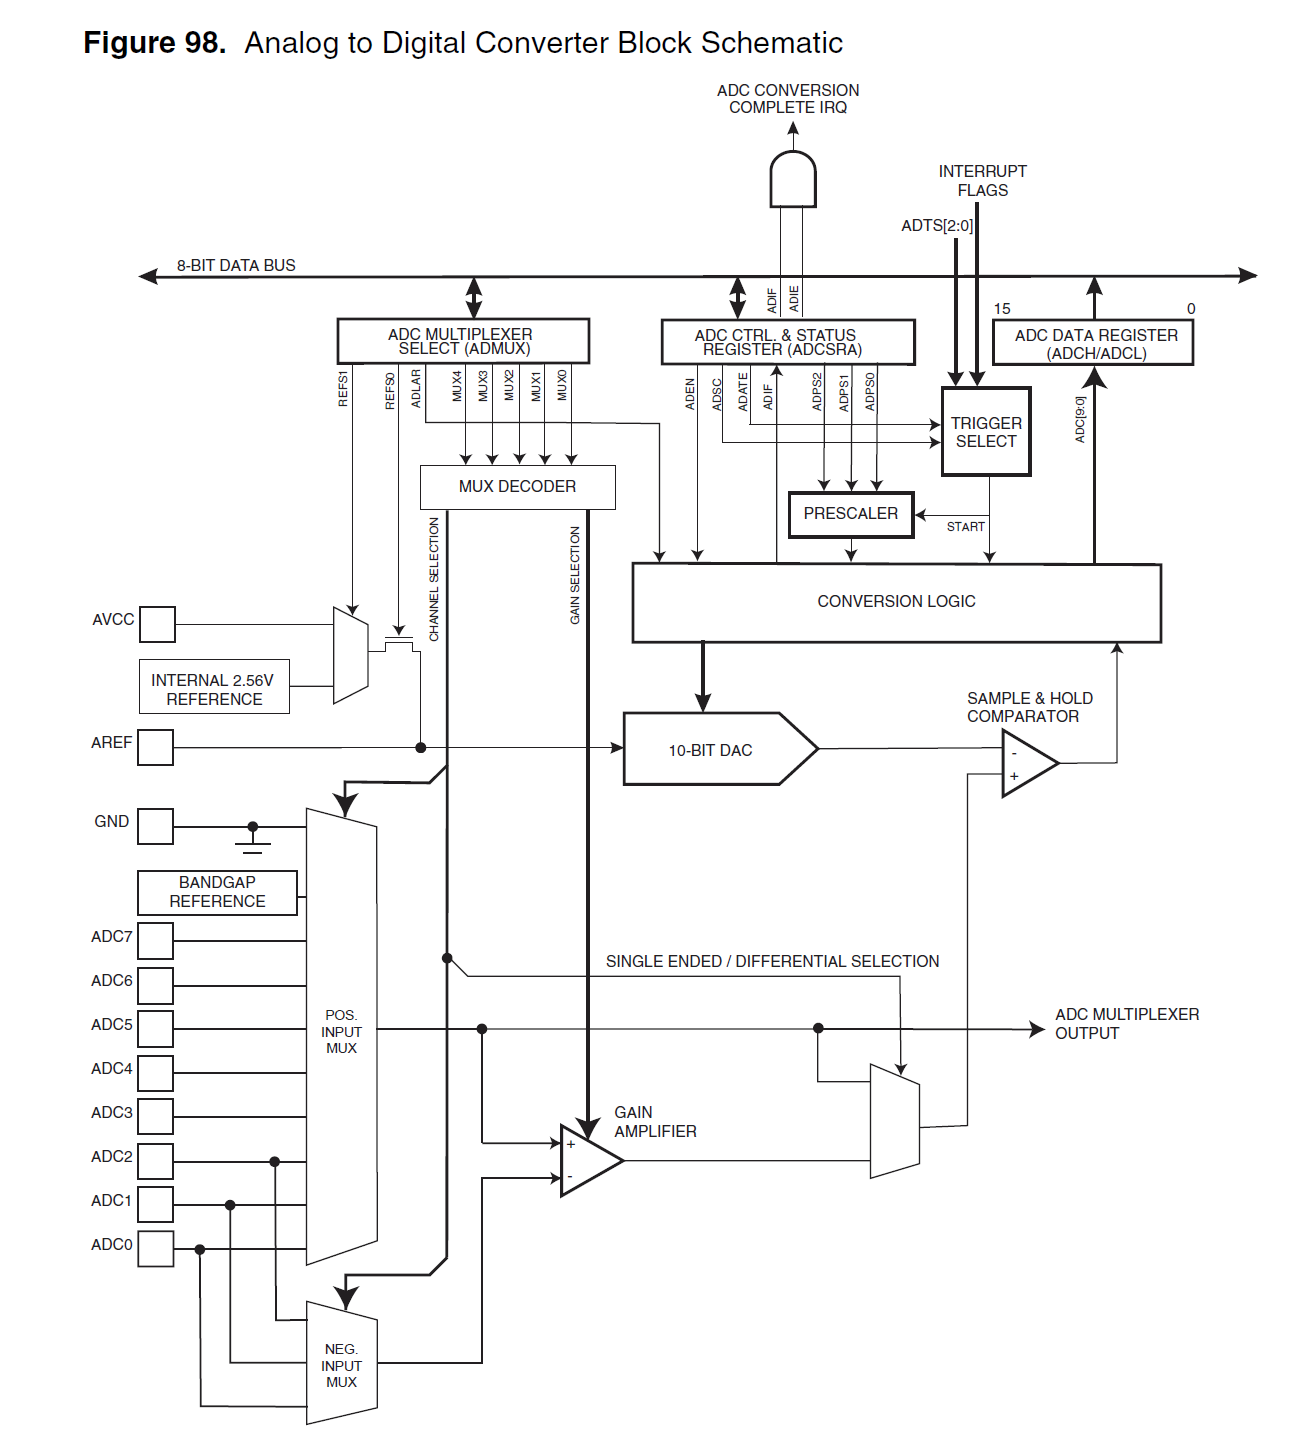 Figure 98. Analog to Digital Converter Block Schematic
ADC CONVERSION
COMPLETE IRQ
INTERRUPT
FLAGS
ADTS[2:0]
8-BIT DATA BUS
ADIF
ADIE
15
0
ADC MULTIPLEXER
SELECT (ADMUX)
ADC CTRL. & STATUS
REGISTER (ADCSRA)
ADC DATA REGISTER
(ADCH/ADCL)
REFS1
REFS0
ADLAR
MUX4
MUX3
MUX2
MUX1
MUX0
ADEN
ADSC
ADATE
ADIF
ADPS2
ADPS1
ADPS0
ADC[9:0]
TRIGGER
SELECT
MUX DECODER
PRESCALER
START
CHANNEL SELECTION
GAIN SELECTION
CONVERSION LOGIC
AVCC
INTERNAL 2.56V
REFERENCE
SAMPLE & HOLD
COMPARATOR
AREF
10-BIT DAC
-
+
GND
BANDGAP
REFERENCE
ADC7
SINGLE ENDED / DIFFERENTIAL SELECTION
ADC6
ADC5
POS.
INPUT
MUX
ADC MULTIPLEXER
OUTPUT
ADC4
ADC3
GAIN
AMPLIFIER
+
-
ADC2
ADC1
ADC0
NEG.
INPUT
MUX